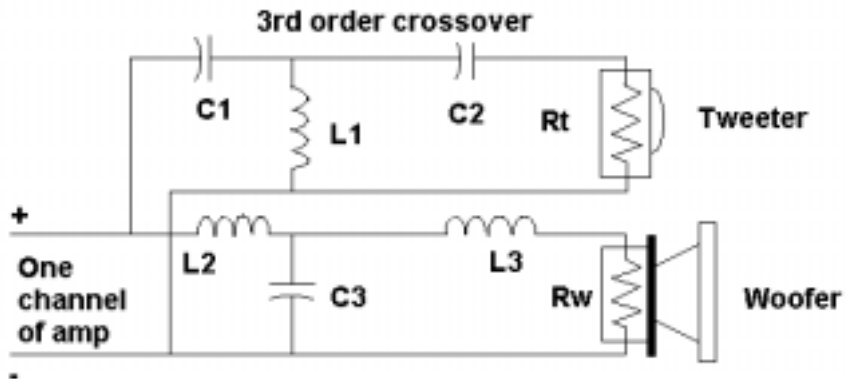 3rd order crossover
C1
L1
C2
Rt
Tweeter
+
L2
L3
One
channel
of amp
C3
Rw
Woofer
-